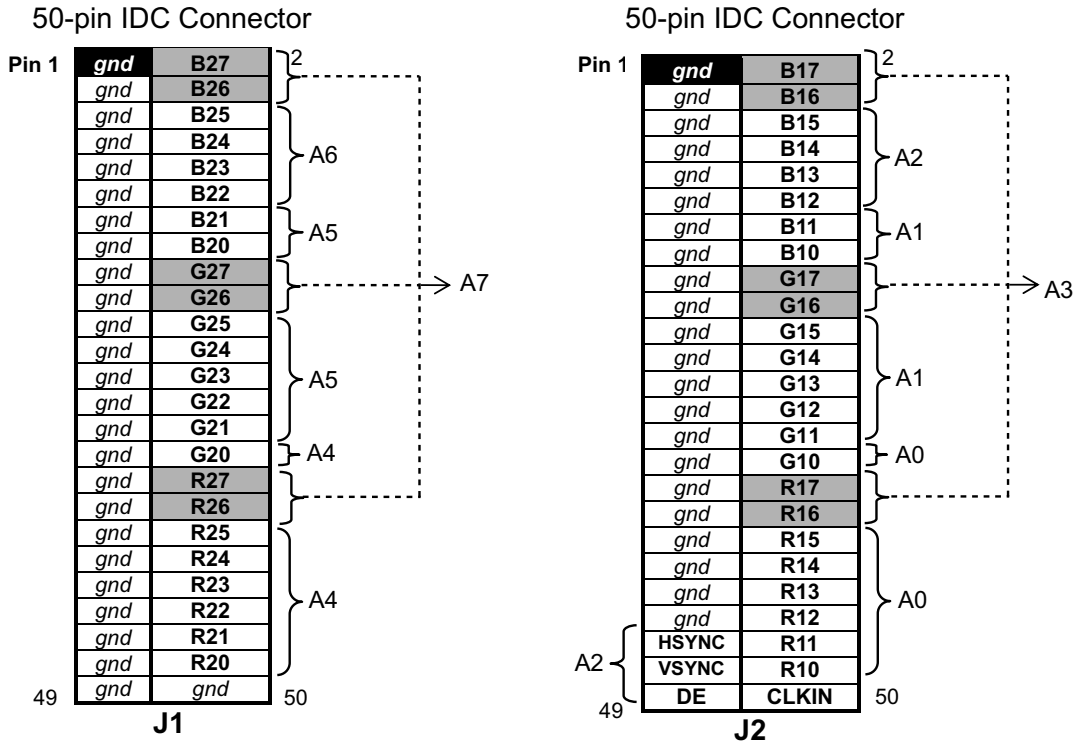 50-pin IDC Connector
Pin 1 gnd B27 2
gnd B26
gnd B25
gnd B24
gnd B23 A6
gnd B22
gnd B21 A5
gnd B20
gnd G27
gnd G26 A7
gnd G25
gnd G24
gnd G23 A5
gnd G22
gnd G21
gnd G20 A4
gnd R27
gnd R26
gnd R25
gnd R24
gnd R23
gnd R22 A4
gnd R21
gnd R20
49 gnd gnd 50
J1
50-pin IDC Connector
Pin 1 gnd B17 2
gnd B16
gnd B15
gnd B14 A2
gnd B13
gnd B12
gnd B11 A1
gnd B10
gnd G17
gnd G16 A3
gnd G15
gnd G14
gnd G13 A1
gnd G12
gnd G11
gnd G10 A0
gnd R17
gnd R16
gnd R15
gnd R14
gnd R13 A0
gnd R12
HSYNC R11
A2 VSYNC R10
49 DE CLKIN 50
J2